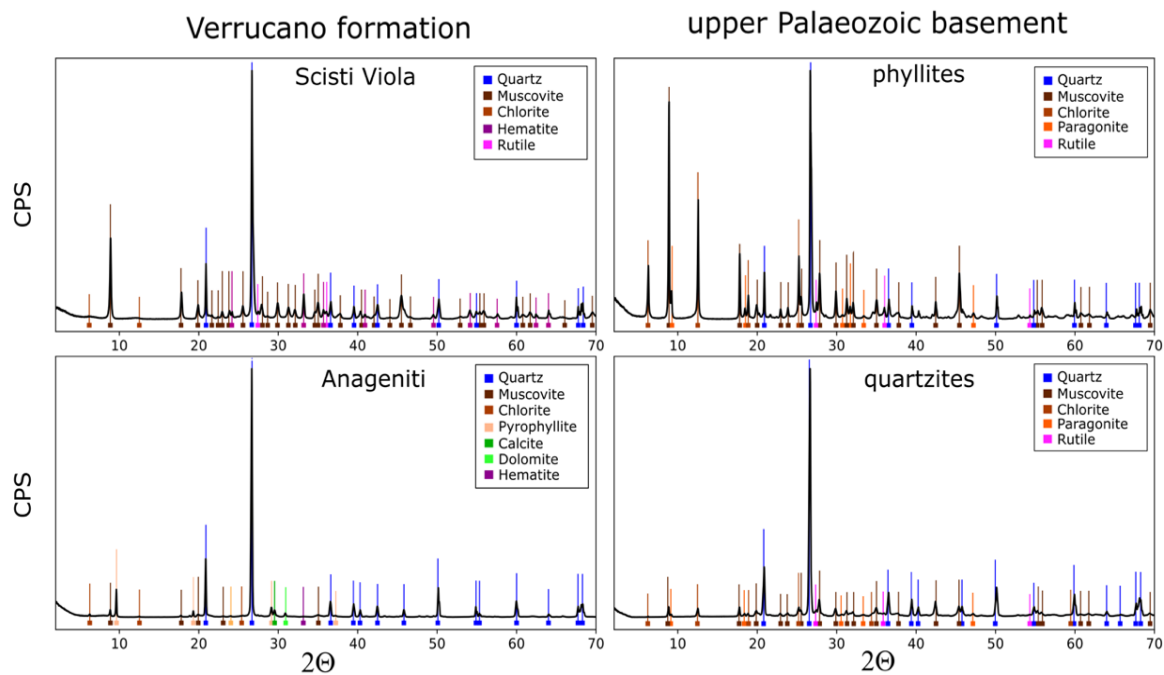 Verrucano formation
upper Palaeozoic basement
Scisti Viola
Quartz
Muscovite
Chlorite
Hematite
Rutile
CPS
10 20 30 40 50 60 70
phyllites
Quartz
Muscovite
Chlorite
Paragonite
Rutile
10 20 30 40 50 60 70
Anageniti
Quartz
Muscovite
Chlorite
Pyrophyllite
Calcite
Dolomite
Hematite
CPS
10 20 30 40 50 60 70
2Θ
quartzites
Quartz
Muscovite
Chlorite
Paragonite
Rutile
10 20 30 40 50 60 70
2Θ